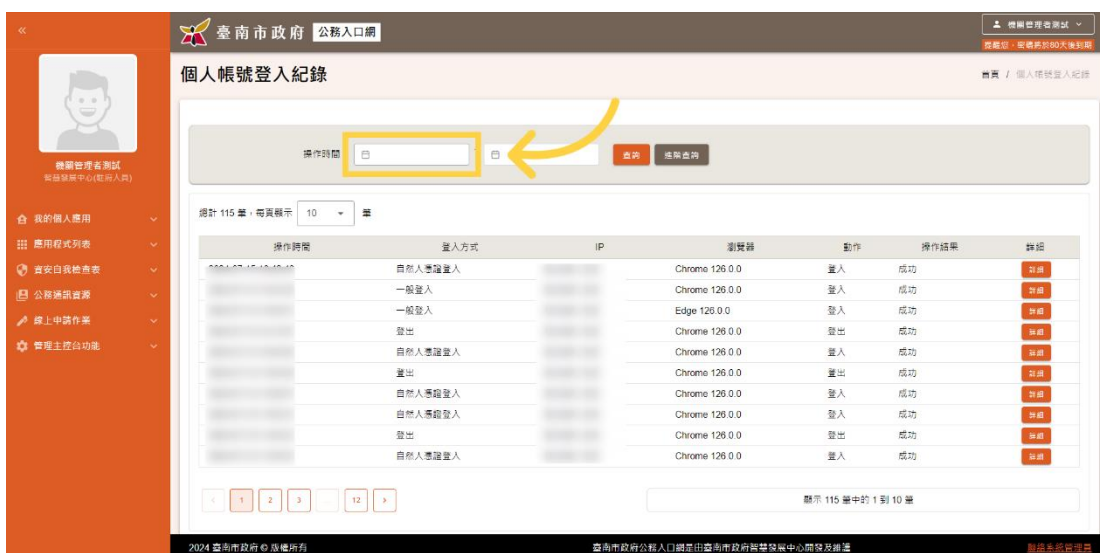 «
臺南市政府 公務入口網
機關管理者測試
提醒您，密碼將於80天後到期
個人帳號登入紀錄
首頁 / 個人帳號登入紀錄
機關管理者測試
智慧發展中心(駐府人員)
我的個人應用
應用程式列表
資安自我檢查表
公務通訊資源
線上申請作業
管理主控台功能
操作時間 ~ 查詢 進階查詢
總計 115 筆，每頁顯示 10 筆
操作時間 登入方式 IP 瀏覽器 動作 操作結果 詳細
自然人憑證登入 Chrome 126.0.0 登入 成功 詳細
一般登入 Chrome 126.0.0 登入 成功 詳細
一般登入 Edge 126.0.0 登入 成功 詳細
登出 Chrome 126.0.0 登出 成功 詳細
自然人憑證登入 Chrome 126.0.0 登入 成功 詳細
登出 Chrome 126.0.0 登出 成功 詳細
自然人憑證登入 Chrome 126.0.0 登入 成功 詳細
自然人憑證登入 Chrome 126.0.0 登入 成功 詳細
登出 Chrome 126.0.0 登出 成功 詳細
自然人憑證登入 Chrome 126.0.0 登入 成功 詳細
‹ 1 2 3 ... 12 ›
顯示 115 筆中的 1 到 10 筆
2024 臺南市政府 © 版權所有
臺南市政府公務入口網是由臺南市政府智慧發展中心開發及維護
聯絡系統管理員